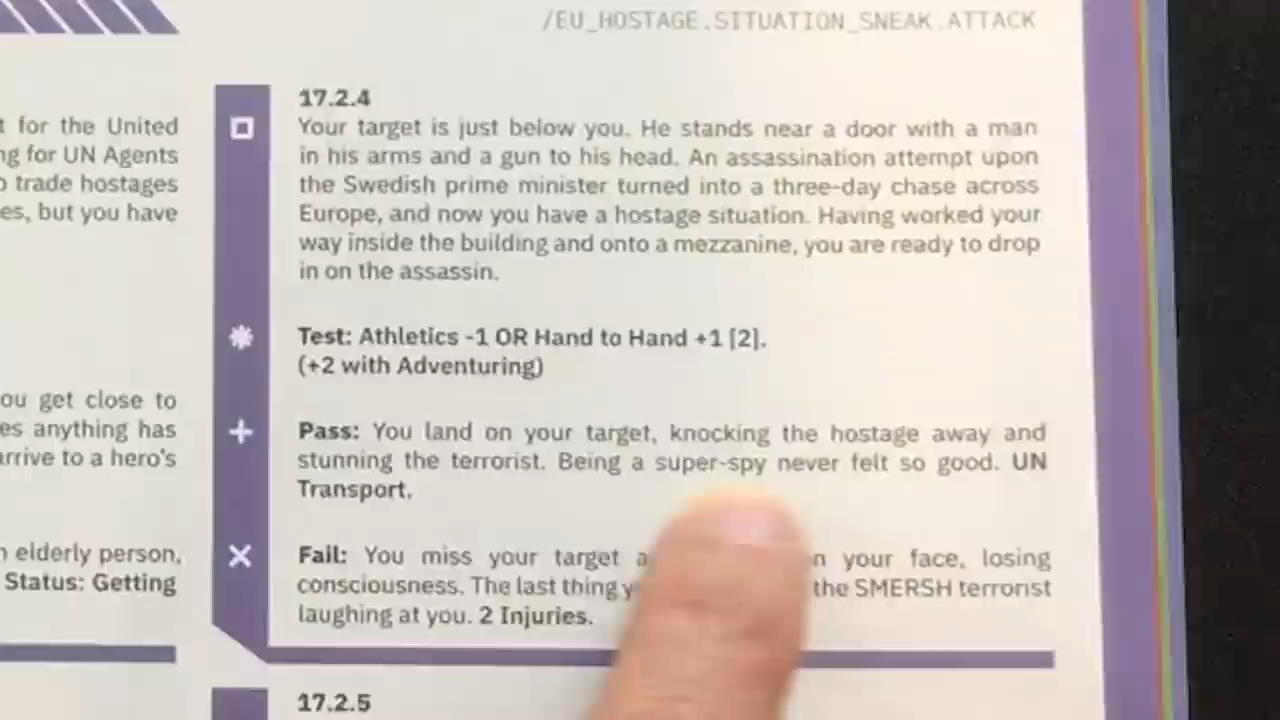 /EU_HOSTAGE.SITUATION_SNEAK.ATTACK
t for the United
ng for UN Agents
o trade hostages
es, but you have
ou get close to
es anything has
arrive to a hero's
n elderly person,
Status: Getting
17.2.4
Your target is just below you. He stands near a door with a man
in his arms and a gun to his head. An assassination attempt upon
the Swedish prime minister turned into a three-day chase across
Europe, and now you have a hostage situation. Having worked your
way inside the building and onto a mezzanine, you are ready to drop
in on the assassin.
Test: Athletics -1 OR Hand to Hand +1 [2].
(+2 with Adventuring)
Pass: You land on your target, knocking the hostage away and
stunning the terrorist. Being a super-spy never felt so good. UN
Transport.
Fail: You miss your target a n your face, losing
consciousness. The last thing y the SMERSH terrorist
laughing at you. 2 Injuries.
17.2.5